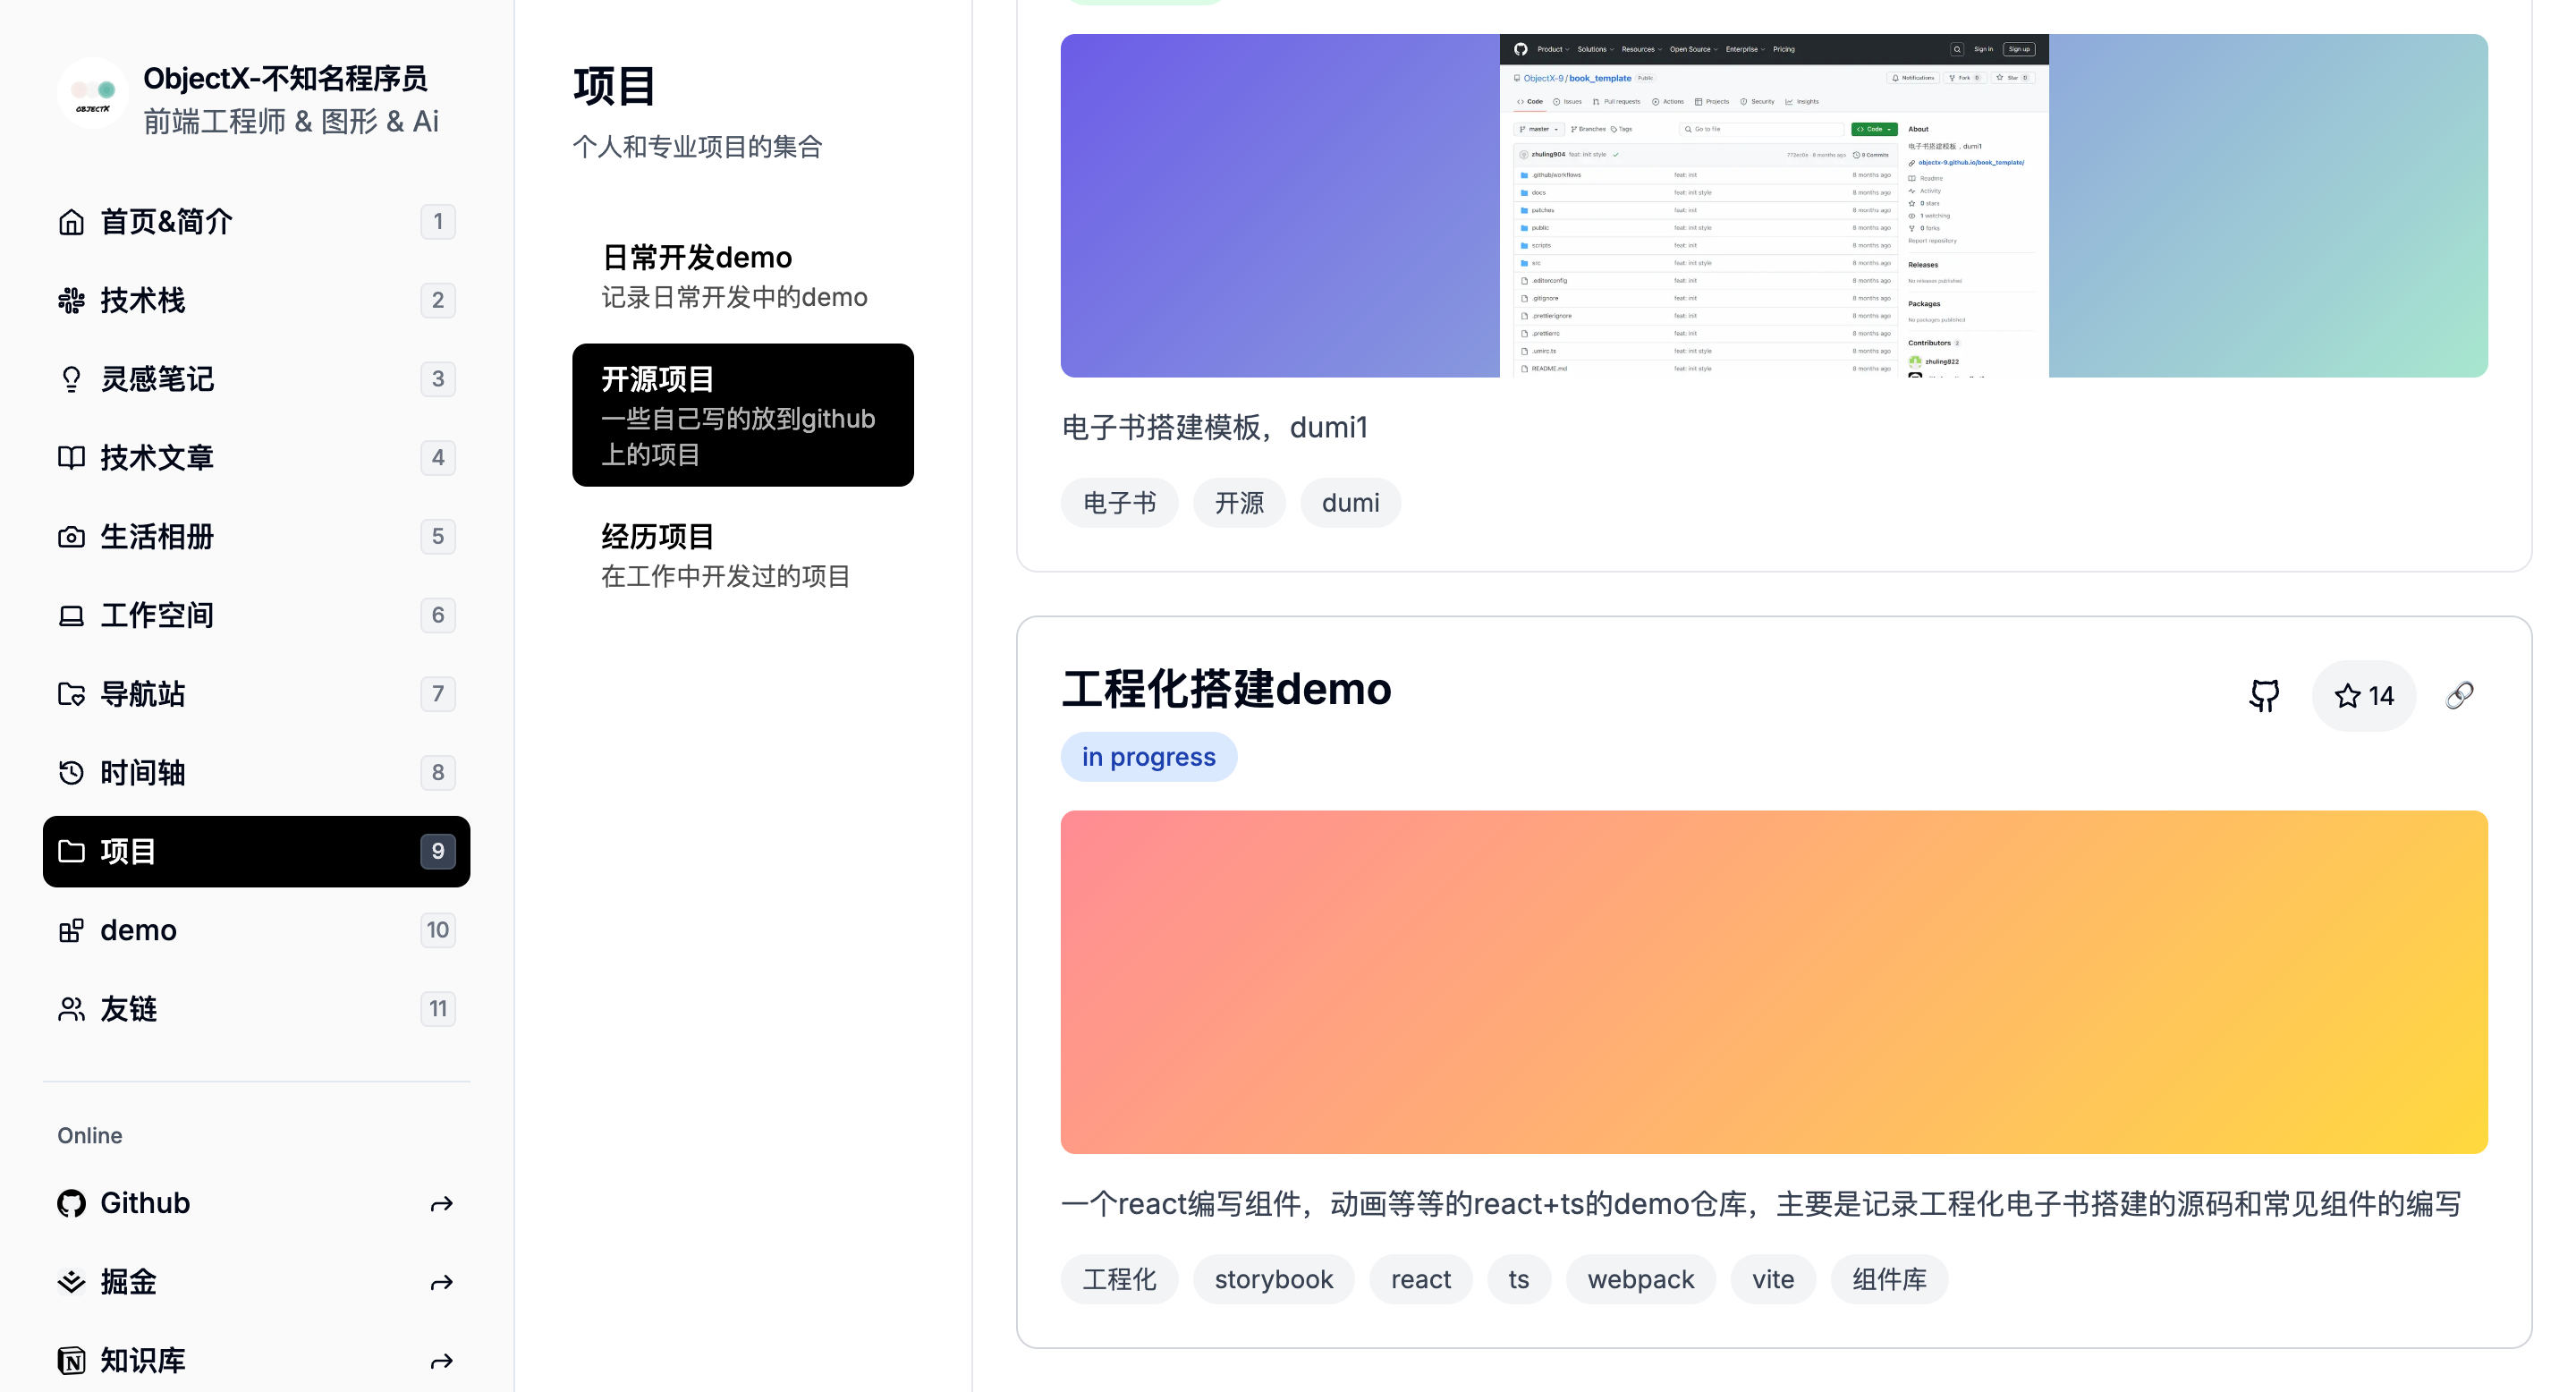 OBJECTX
ObjectX-不知名程序员
前端工程师 & 图形 & Ai
首页&简介 1
技术栈 2
灵感笔记 3
技术文章 4
生活相册 5
工作空间 6
导航站 7
时间轴 8
项目 9
demo 10
友链 11
Online
Github
掘金
知识库
项目
个人和专业项目的集合
日常开发demo
记录日常开发中的demo
开源项目
一些自己写的放到github
上的项目
经历项目
在工作中开发过的项目
Product Solutions Resources Open Source Enterprise Pricing Sign in Sign up
ObjectX-9 / book_template Public Notifications Fork 0 Star 0
Code Issues Pull requests Actions Projects Security Insights
master Branches Tags Go to file Code
zhuling904 feat: init style 8 months ago
.github/workflows feat: init 8 months ago
docs feat: init style 8 months ago
patches feat: init 8 months ago
public feat: init style 8 months ago
scripts feat: init 8 months ago
src feat: init style 8 months ago
.editorconfig feat: init 8 months ago
.gitignore feat: init 8 months ago
.prettierignore feat: init 8 months ago
.prettierrc feat: init 8 months ago
.umirc.ts feat: init style 8 months ago
README.md feat: init style 8 months ago
About
电子书搭建模板，dumi1
objectx-9.github.io/book_template/
Readme
Activity
0 stars
1 watching
0 forks
Report repository
Releases
No releases published
Packages
No packages published
Contributors 2
zhuling822
电子书搭建模板，dumi1
电子书 开源 dumi
工程化搭建demo
14
in progress
一个react编写组件，动画等等的react+ts的demo仓库，主要是记录工程化电子书搭建的源码和常见组件的编写
工程化 storybook react ts webpack vite 组件库